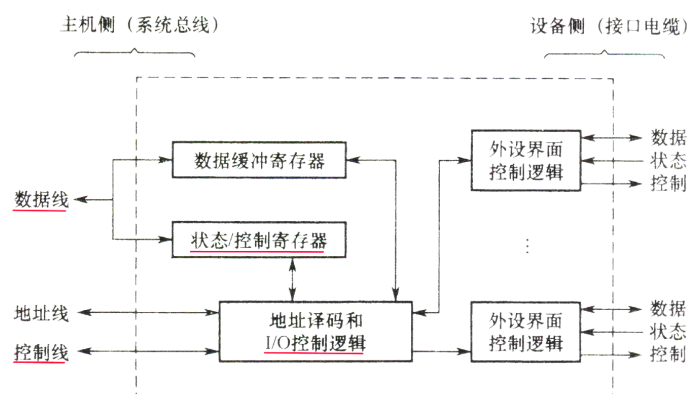 主机侧（系统总线）
设备侧（接口电缆）
数据缓冲寄存器
外设界面
控制逻辑
数据
状态
控制
数据线
状态/控制寄存器
⋮
地址线
控制线
地址译码和
I/O控制逻辑
外设界面
控制逻辑
数据
状态
控制